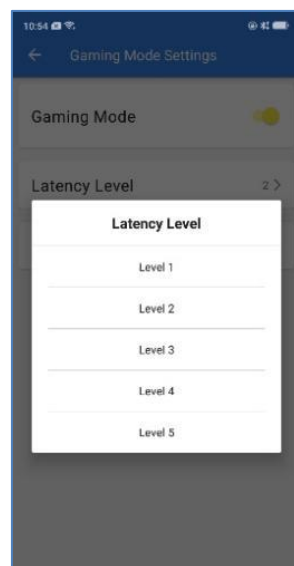 10:54
Gaming Mode Settings
Gaming Mode
Latency Level 2 >
Latency Level
Level 1
Level 2
Level 3
Level 4
Level 5